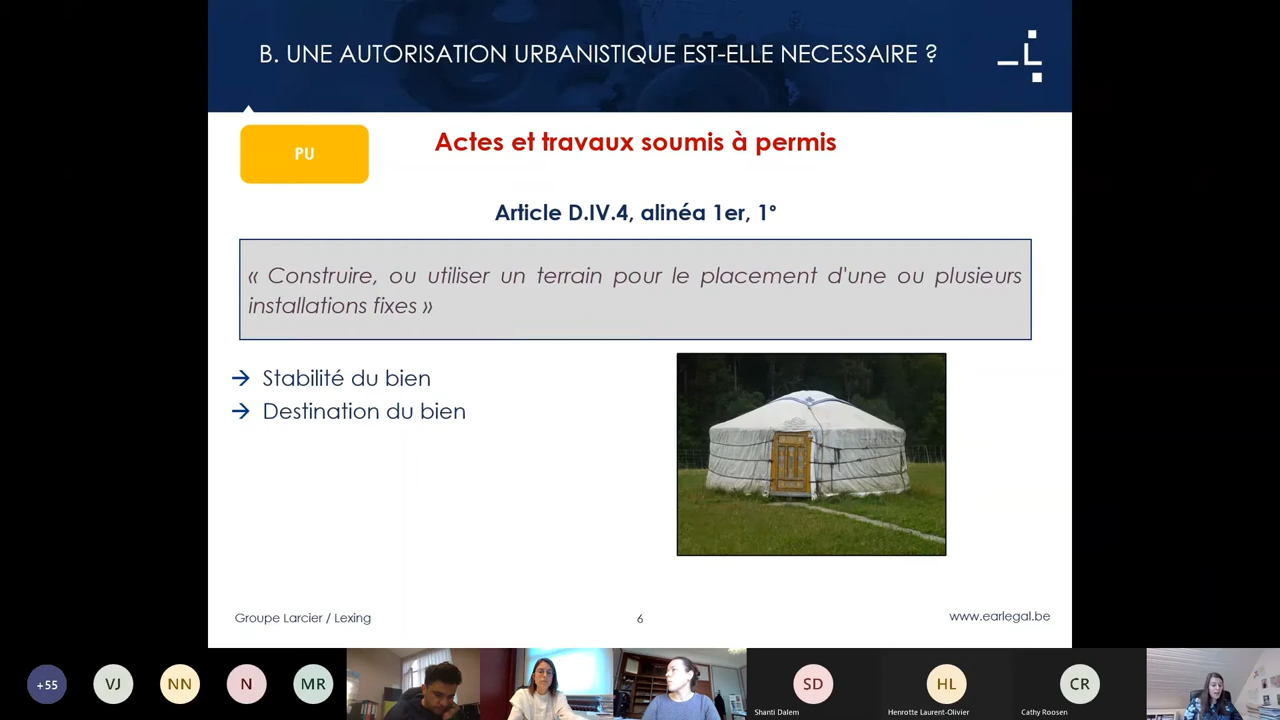 B. UNE AUTORISATION URBANISTIQUE EST-ELLE NECESSAIRE ?
L
PU
Actes et travaux soumis à permis
Article D.IV.4, alinéa 1er, 1°
« Construire, ou utiliser un terrain pour le placement d'une ou plusieurs
installations fixes »
→ Stabilité du bien
→ Destination du bien
Groupe Larcier / Lexing
6
www.earlegal.be
+55
VJ
NN
N
MR
SD
HL
CR
Shanti Dalem
Henrotte Laurent-Olivier
Cathy Roosen